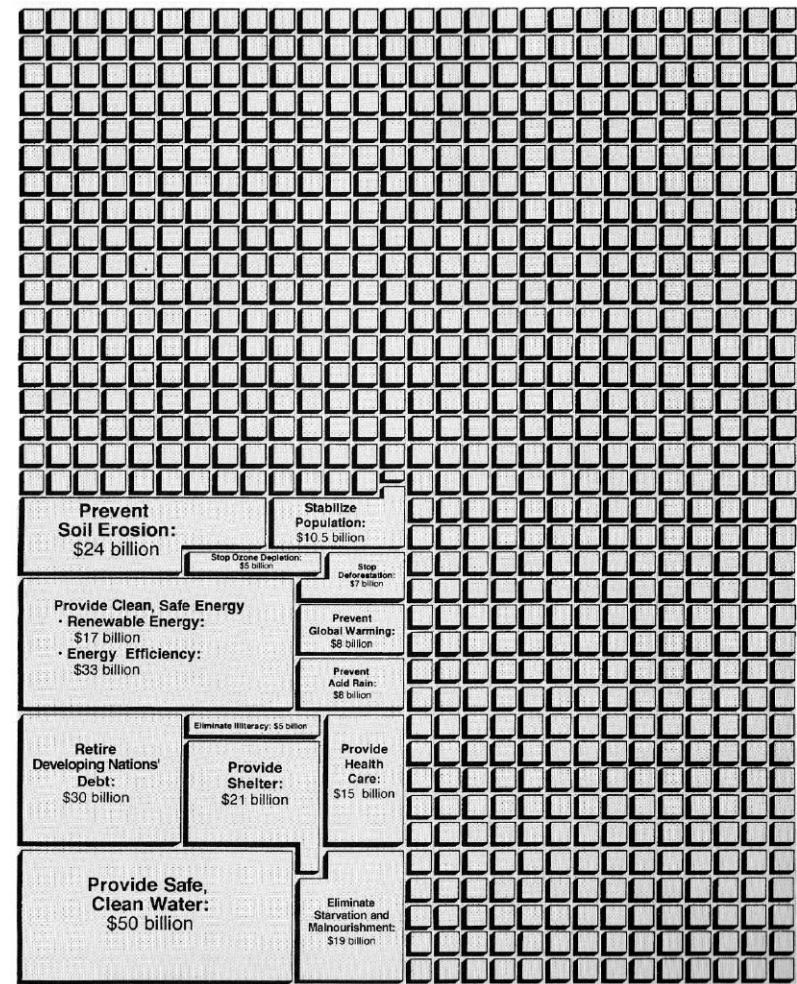 Prevent
Soil Erosion:
$24 billion
Stabilize
Population:
$10.5 billion
Stop Ozone Depletion:
$5 billion
Stop
Deforestation:
$7 billion
Provide Clean, Safe Energy
· Renewable Energy:
$17 billion
· Energy Efficiency:
$33 billion
Prevent
Global Warming:
$8 billion
Prevent
Acid Rain:
$8 billion
Retire
Developing Nations'
Debt:
$30 billion
Eliminate Illiteracy: $5 billion
Provide
Shelter:
$21 billion
Provide
Health
Care:
$15 billion
Provide Safe,
Clean Water:
$50 billion
Eliminate
Starvation and
Malnourishment:
$19 billion